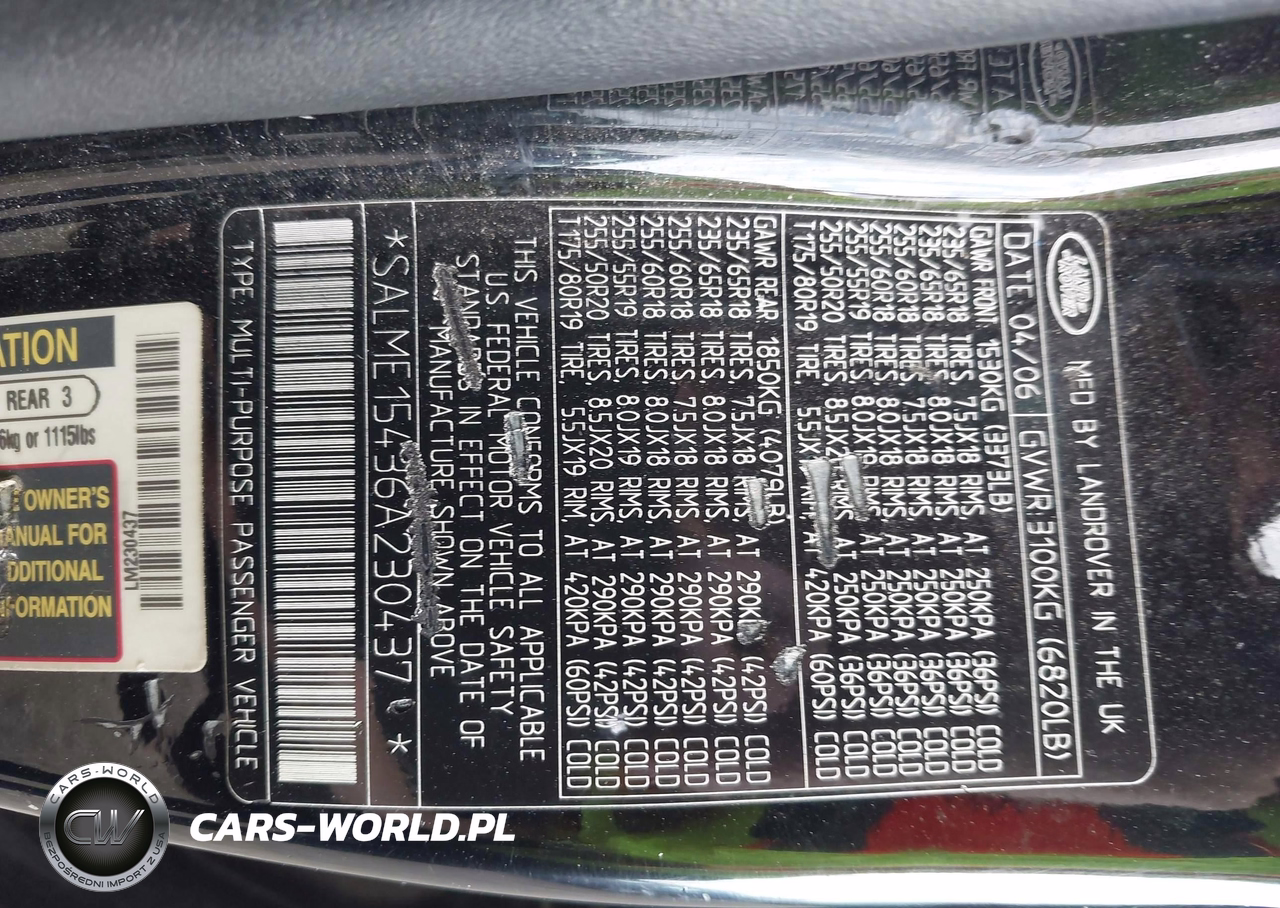 LAND ROVER
MFD BY LANDROVER IN THE UK
DATE 04/06 GVWR 3100KG (6820LB)
GAWR FRONT 1530KG (3373LB)
235/65R18 TIRES, 7.5JX18 RIMS, AT 250KPA (36PSI) COLD
235/65R18 TIRES, 8.0JX18 RIMS, AT 250KPA (36PSI) COLD
255/60R18 TIRES, 7.5JX18 RIMS, AT 250KPA (36PSI) COLD
255/60R18 TIRES, 8.0JX18 RIMS, AT 250KPA (36PSI) COLD
255/55R19 TIRES, 8.0JX19 RIMS, AT 250KPA (36PSI) COLD
255/50R20 TIRES, 8.5JX20 RIMS, AT 250KPA (36PSI) COLD
T175/80R19 TIRE, 5.5JX19 RIM, AT 420KPA (60PSI) COLD
GAWR REAR 1850KG (4079LB)
235/65R18 TIRES, 7.5JX18 RIMS, AT 290KPA (42PSI) COLD
235/65R18 TIRES, 8.0JX18 RIMS, AT 290KPA (42PSI) COLD
255/60R18 TIRES, 7.5JX18 RIMS, AT 290KPA (42PSI) COLD
255/60R18 TIRES, 8.0JX18 RIMS, AT 290KPA (42PSI) COLD
255/55R19 TIRES, 8.0JX19 RIMS, AT 290KPA (42PSI) COLD
255/50R20 TIRES, 8.5JX20 RIMS, AT 290KPA (42PSI) COLD
T175/80R19 TIRE, 5.5JX19 RIM, AT 420KPA (60PSI) COLD
THIS VEHICLE CONFORMS TO ALL APPLICABLE
U.S FEDERAL MOTOR VEHICLE SAFETY
STANDARDS IN EFFECT ON THE DATE OF
MANUFACTURE SHOWN ABOVE
*SALME15436A230437*
TYPE MULTI-PURPOSE PASSENGER VEHICLE
ATION
REAR 3
6kg or 1115lbs
OWNER'S
ANUAL FOR
DDITIONAL
FORMATION
LM230437
CARS-WORLD
CW
BEZPOŚREDNI IMPORT Z USA
CARS-WORLD.PL